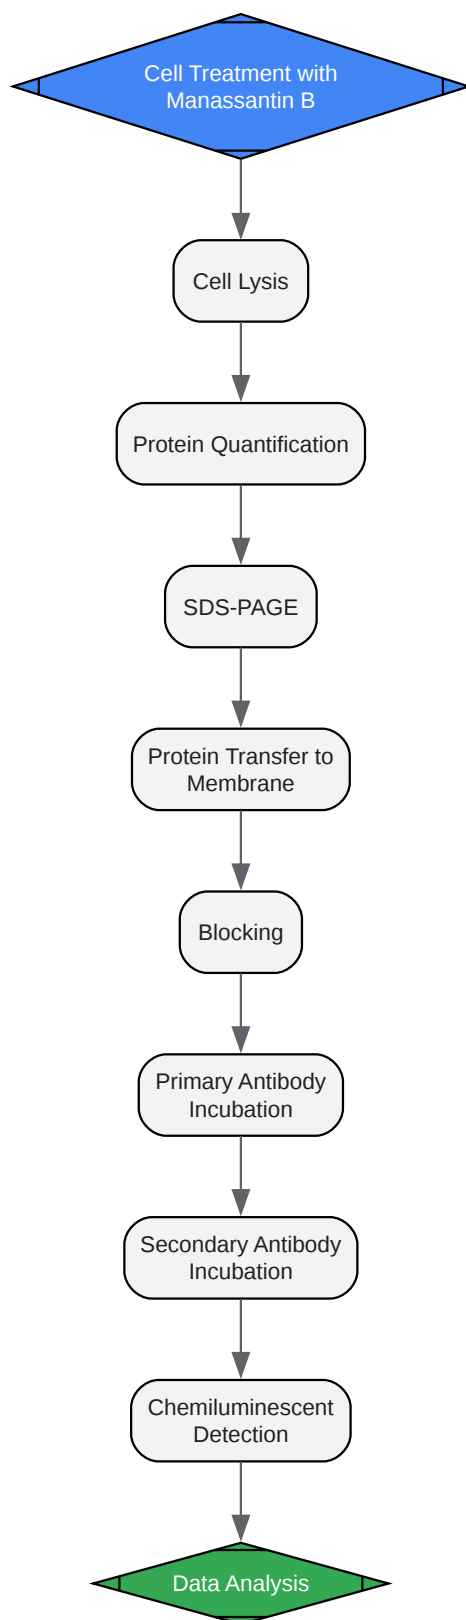 Cell Treatment with
Manassantin B
Cell Lysis
Protein Quantification
SDS-PAGE
Protein Transfer to
Membrane
Blocking
Primary Antibody
Incubation
Secondary Antibody
Incubation
Chemiluminescent
Detection
Data Analysis